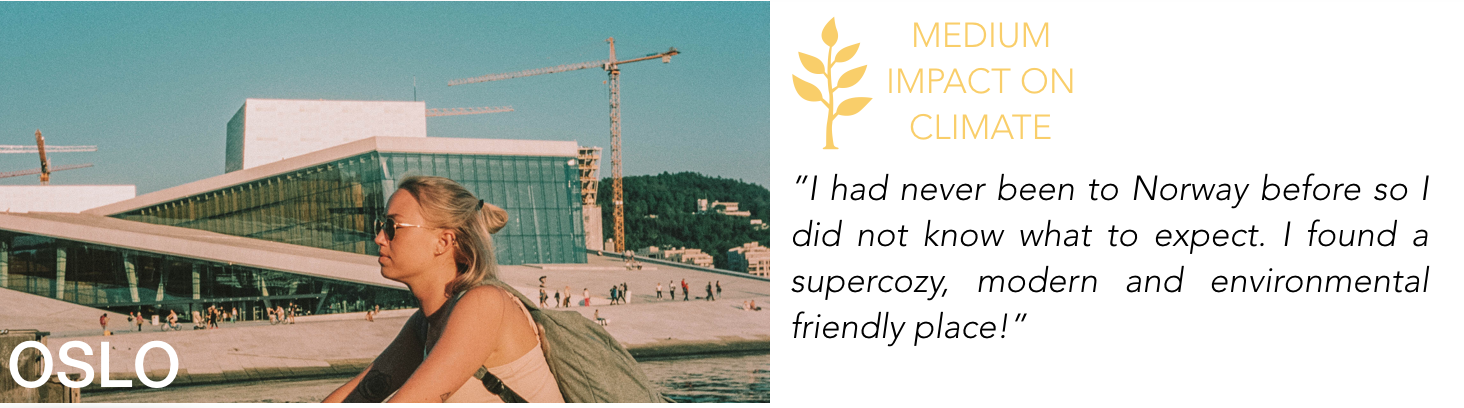 OSLO
MEDIUM
IMPACT ON
CLIMATE
"I had never been to Norway before so I
did not know what to expect. I found a
supercozy, modern and environmental
friendly place!"